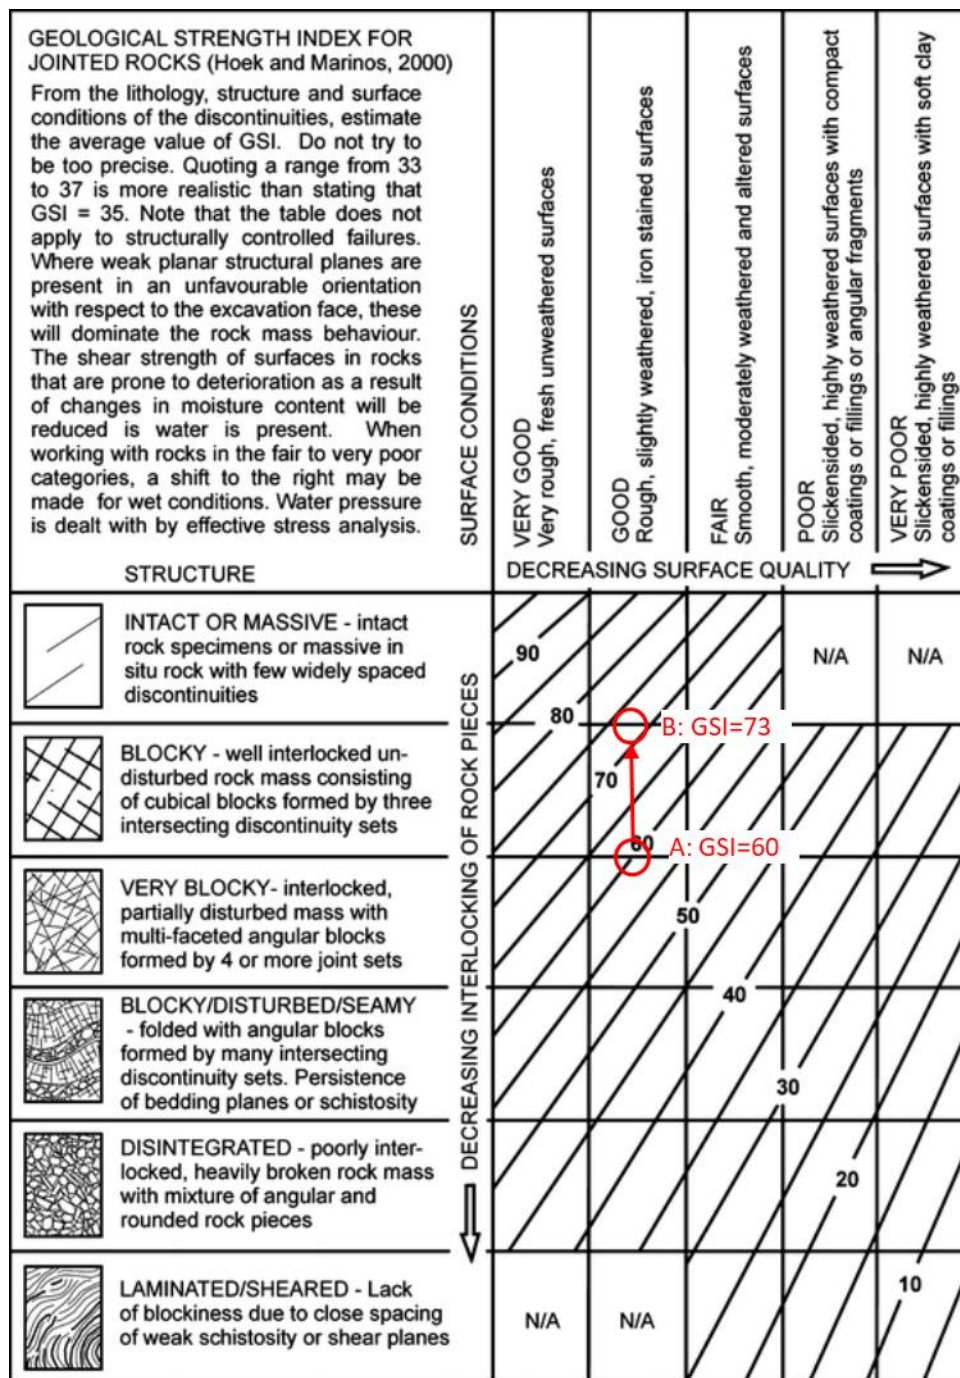 GEOLOGICAL STRENGTH INDEX FOR
JOINTED ROCKS (Hoek and Marinos, 2000)
From the lithology, structure and surface
conditions of the discontinuities, estimate
the average value of GSI. Do not try to
be too precise. Quoting a range from 33
to 37 is more realistic than stating that
GSI = 35. Note that the table does not
apply to structurally controlled failures.
Where weak planar structural planes are
present in an unfavourable orientation
with respect to the excavation face, these
will dominate the rock mass behaviour.
The shear strength of surfaces in rocks
that are prone to deterioration as a result
of changes in moisture content will be
reduced is water is present. When
working with rocks in the fair to very poor
categories, a shift to the right may be
made for wet conditions. Water pressure
is dealt with by effective stress analysis.
STRUCTURE
SURFACE CONDITIONS
VERY GOOD
Very rough, fresh unweathered surfaces
GOOD
Rough, slightly weathered, iron stained surfaces
FAIR
Smooth, moderately weathered and altered surfaces
POOR
Slickensided, highly weathered surfaces with compact
coatings or fillings or angular fragments
VERY POOR
Slickensided, highly weathered surfaces with soft clay
coatings or fillings
DECREASING SURFACE QUALITY
DECREASING INTERLOCKING OF ROCK PIECES
INTACT OR MASSIVE - intact
rock specimens or massive in
situ rock with few widely spaced
discontinuities
90
N/A
N/A
80
B: GSI=73
BLOCKY - well interlocked un-
disturbed rock mass consisting
of cubical blocks formed by three
intersecting discontinuity sets
70
60
A: GSI=60
VERY BLOCKY- interlocked,
partially disturbed mass with
multi-faceted angular blocks
formed by 4 or more joint sets
50
BLOCKY/DISTURBED/SEAMY
- folded with angular blocks
formed by many intersecting
discontinuity sets. Persistence
of bedding planes or schistosity
40
30
DISINTEGRATED - poorly inter-
locked, heavily broken rock mass
with mixture of angular and
rounded rock pieces
20
LAMINATED/SHEARED - Lack
of blockiness due to close spacing
of weak schistosity or shear planes
N/A
N/A
10